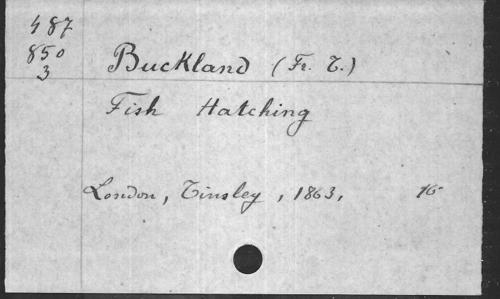 487
850
3
Buckland (Fr. T.)
Fish Hatching
London, Tinsley, 1863, 16